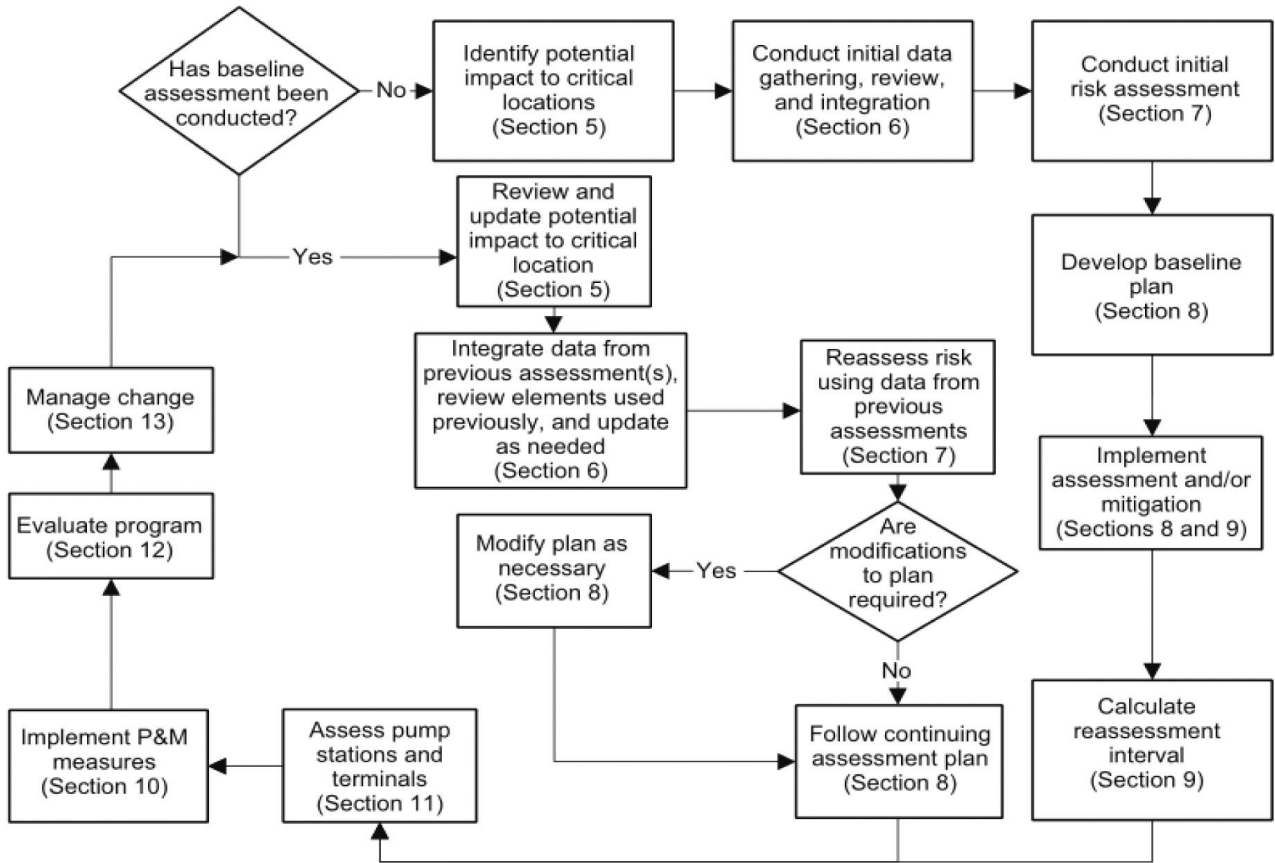 Has baseline
assessment been
conducted?
No
Identify potential
impact to critical
locations
(Section 5)
Conduct initial data
gathering, review,
and integration
(Section 6)
Conduct initial
risk assessment
(Section 7)
Review and
update potential
impact to critical
location
(Section 5)
Yes
Develop baseline
plan
(Section 8)
Integrate data from
previous assessment(s),
review elements used
previously, and update
as needed
(Section 6)
Reassess risk
using data from
previous
assessments
(Section 7)
Manage change
(Section 13)
Implement
assessment and/or
mitigation
(Sections 8 and 9)
Evaluate program
(Section 12)
Modify plan as
necessary
(Section 8)
Yes
Are
modifications
to plan
required?
No
Implement P&M
measures
(Section 10)
Assess pump
stations and
terminals
(Section 11)
Follow continuing
assessment plan
(Section 8)
Calculate
reassessment
interval
(Section 9)